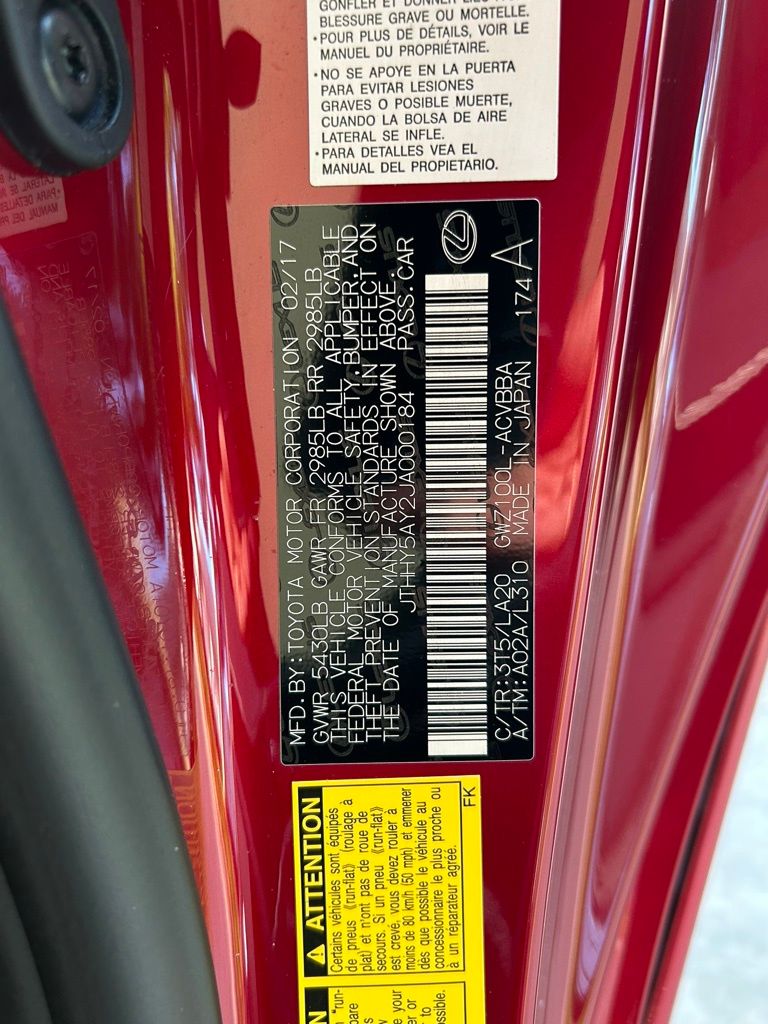 GONFLER ET DONNER LIEU
BLESSURE GRAVE OU MORTELLE.
•POUR PLUS DE DÉTAILS, VOIR LE
MANUEL DU PROPRIÉTAIRE.
•NO SE APOYE EN LA PUERTA
PARA EVITAR LESIONES
GRAVES O POSIBLE MUERTE,
CUANDO LA BOLSA DE AIRE
LATERAL SE INFLE.
•PARA DETALLES VEA EL
MANUAL DEL PROPIETARIO.
MFD. BY:TOYOTA MOTOR CORPORATION 02/17
GVWR 5430LB GAWR FR 2985LB RR 2985LB
THIS VEHICLE CONFORMS TO ALL APPLICABLE
FEDERAL MOTOR VEHICLE SAFETY,BUMPER,AND
THEFT PREVENTION STANDARDS IN EFFECT ON
THE DATE OF MANUFACTURE SHOWN ABOVE.
JTHHY5AY2JA000184 PASS.CAR
C/TR:3T5/LA20 GWZ100L-ACVBBA 174 A
A/TM:A02A/L310 MADE IN JAPAN
ATTENTION
Certains véhicules sont équipés
de pneus «run-flat» (roulage à
plat) et n'ont pas de roue de
secours. Si un pneu «run-flat»
est crevé, vous devez rouler à
moins de 80 km/h (50 mph) et emmener
dès que possible le véhicule au
concessionnaire le plus proche ou
à un réparateur agréé.
FK